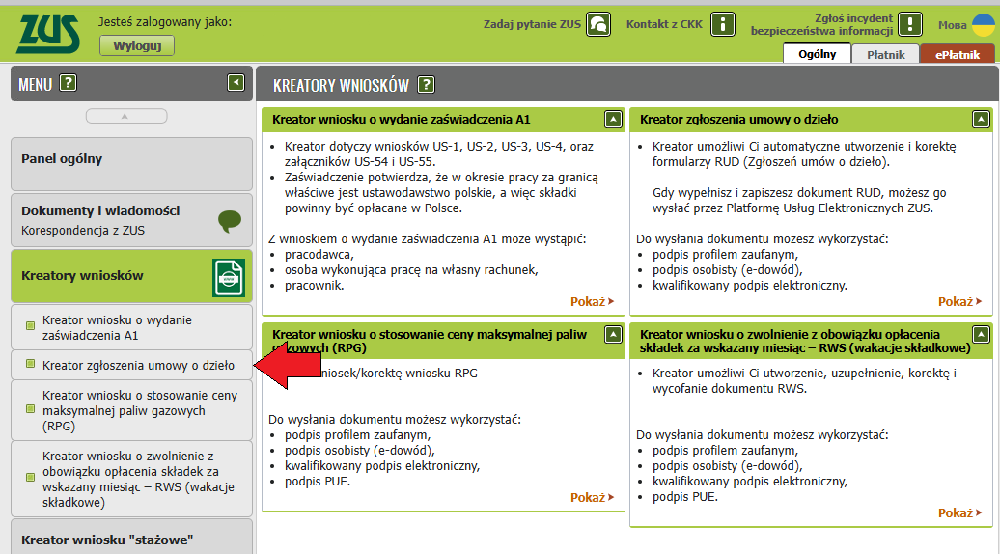 ZUS
Jesteś zalogowany jako:
Wyloguj
Zadaj pytanie ZUS
Kontakt z CKK
Zgłoś incydent
bezpieczeństwa informacji
Мова
Ogólny
Płatnik
ePłatnik
MENU ?
Panel ogólny
Dokumenty i wiadomości
Korespondencja z ZUS
Kreatory wniosków
Kreator wniosku o wydanie
zaświadczenia A1
Kreator zgłoszenia umowy o dzieło
Kreator wniosku o stosowanie ceny
maksymalnej paliw gazowych
(RPG)
Kreator wniosku o zwolnienie z
obowiązku opłacenia składek za
wskazany miesiąc – RWS (wakacje
składkowe)
Kreator wniosku "stażowe"
KREATORY WNIOSKÓW ?
Kreator wniosku o wydanie zaświadczenia A1
• Kreator dotyczy wniosków US-1, US-2, US-3, US-4, oraz
załączników US-54 i US-55.
• Zaświadczenie potwierdza, że w okresie pracy za granicą
właściwe jest ustawodawstwo polskie, a więc składki
powinny być opłacane w Polsce.
Z wnioskiem o wydanie zaświadczenia A1 może wystąpić:
• pracodawca,
• osoba wykonująca pracę na własny rachunek,
• pracownik.
Pokaż
Kreator zgłoszenia umowy o dzieło
• Kreator umożliwi Ci automatyczne utworzenie i korektę
formularzy RUD (Zgłoszeń umów o dzieło).
Gdy wypełnisz i zapiszesz dokument RUD, możesz go
wysłać przez Platformę Usług Elektronicznych ZUS.
Do wysłania dokumentu możesz wykorzystać:
• podpis profilem zaufanym,
• podpis osobisty (e-dowód),
• kwalifikowany podpis elektroniczny.
Pokaż
Kreator wniosku o stosowanie ceny maksymalnej paliw
gazowych (RPG)
wniosek/korektę wniosku RPG
Do wysłania dokumentu możesz wykorzystać:
• podpis profilem zaufanym,
• podpis osobisty (e-dowód),
• kwalifikowany podpis elektroniczny,
• podpis PUE.
Pokaż
Kreator wniosku o zwolnienie z obowiązku opłacenia
składek za wskazany miesiąc – RWS (wakacje składkowe)
• Kreator umożliwi Ci utworzenie, uzupełnienie, korektę i
wycofanie dokumentu RWS.
Do wysłania dokumentu możesz wykorzystać:
• podpis profilem zaufanym,
• podpis osobisty (e-dowód),
• kwalifikowany podpis elektroniczny,
• podpis PUE.
Pokaż